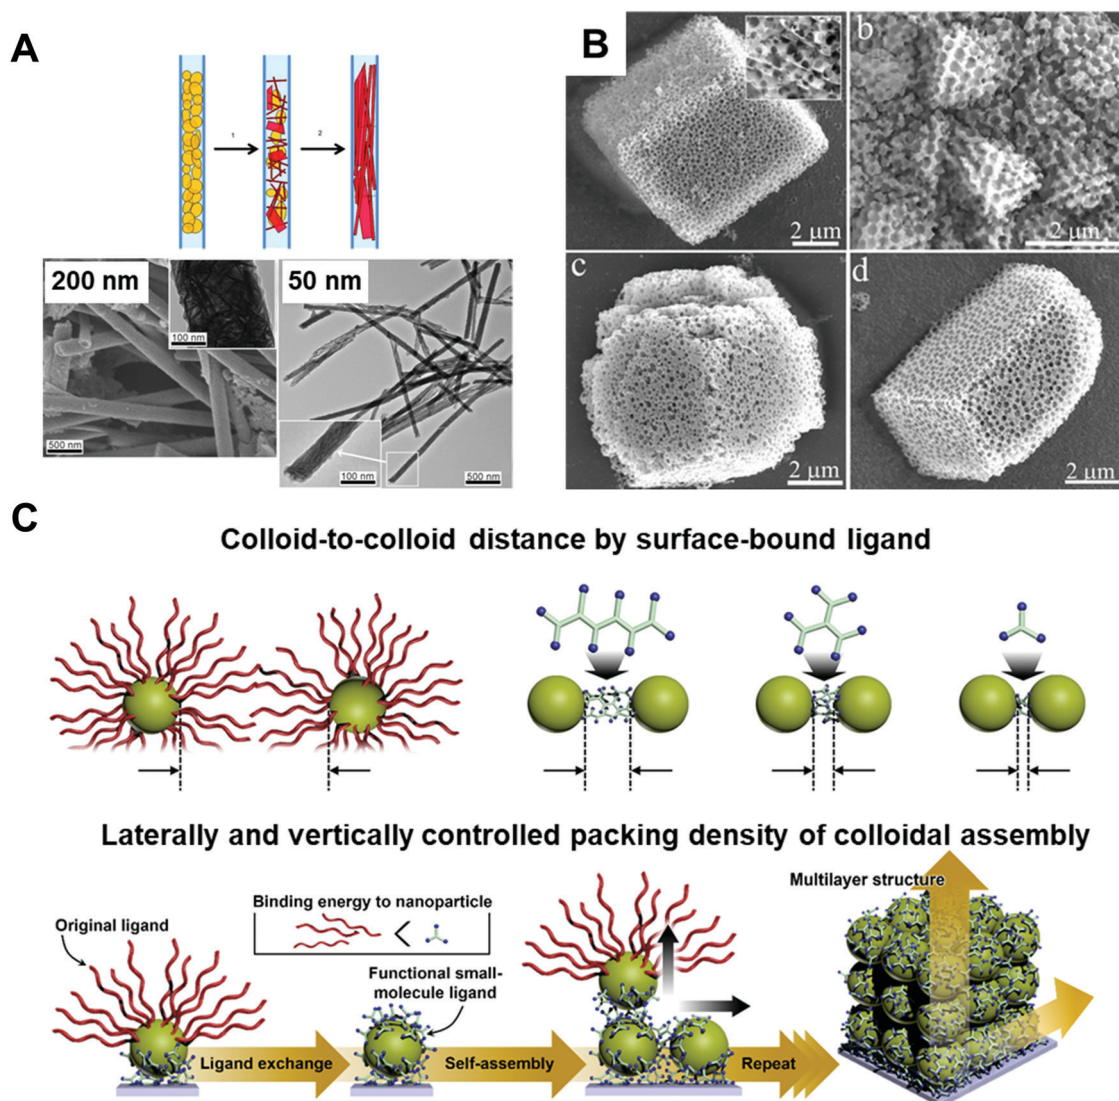 A
1
2
200 nm
100 nm
500 nm
50 nm
100 nm
500 nm
B
2 μm
b
2 μm
c
2 μm
d
2 μm
C
Colloid-to-colloid distance by surface-bound ligand
Laterally and vertically controlled packing density of colloidal assembly
Original ligand
Binding energy to nanoparticle
<
Functional small-
molecule ligand
Multilayer structure
Ligand exchange
Self-assembly
Repeat